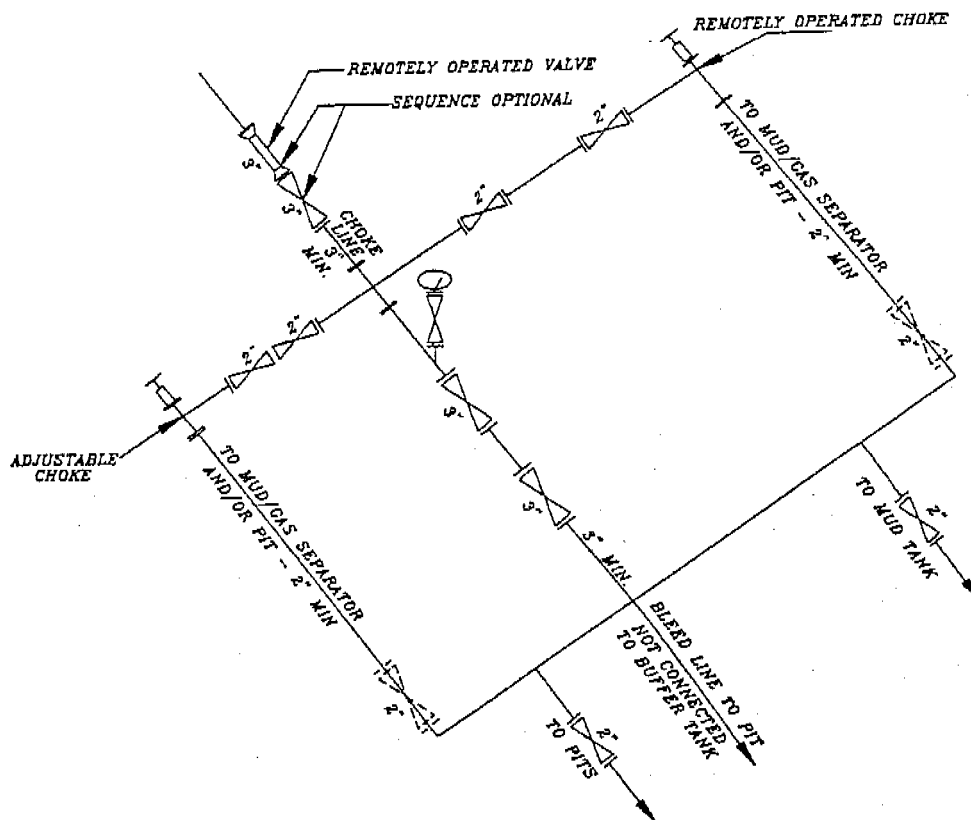 REMOTELY OPERATED CHOKE
REMOTELY OPERATED VALVE
SEQUENCE OPTIONAL
3"
3"
CHOKE
LINE
3"
MIN.
2"
2"
2"
2"
TO MUD/GAS SEPARATOR
AND/OR PIT - 2" MIN
2"
ADJUSTABLE
CHOKE
TO MUD/GAS SEPARATOR
AND/OR PIT - 2" MIN
2"
3"
3"
3" MIN.
BLEED LINE TO PIT
NOT CONNECTED
TO BUFFER TANK
2"
TO MUD TANK
2"
TO PITS